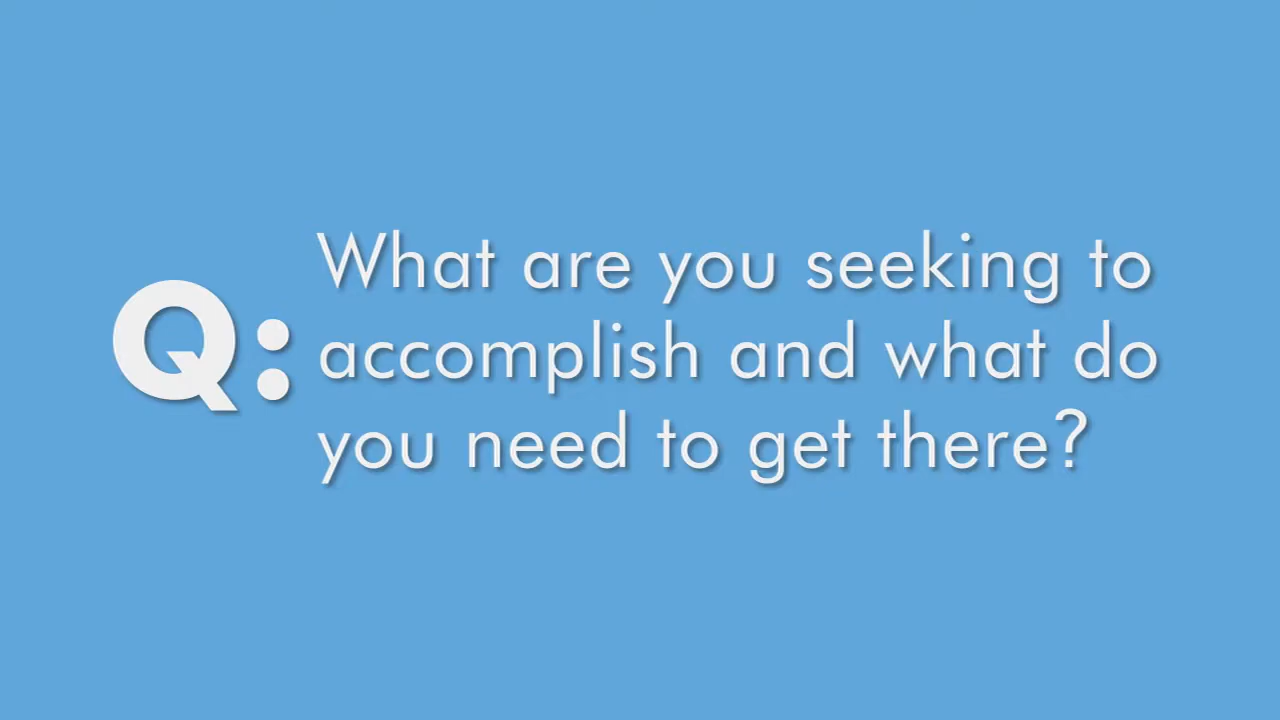 Q: What are you seeking to
accomplish and what do
you need to get there?